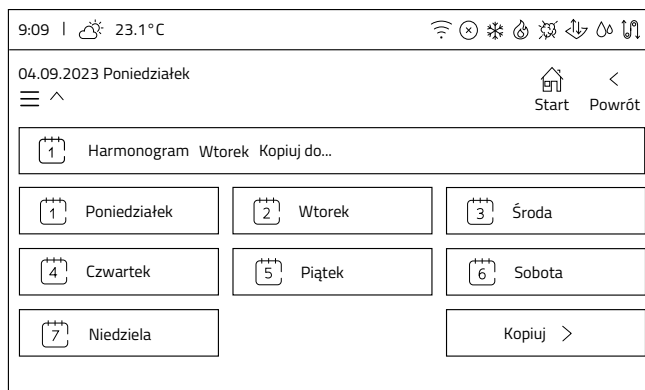 9:09 | 23.1°C
04.09.2023 Poniedziałek
Start Powrót
1 Harmonogram Wtorek Kopiuj do...
1 Poniedziałek 2 Wtorek 3 Środa
4 Czwartek 5 Piątek 6 Sobota
7 Niedziela Kopiuj >